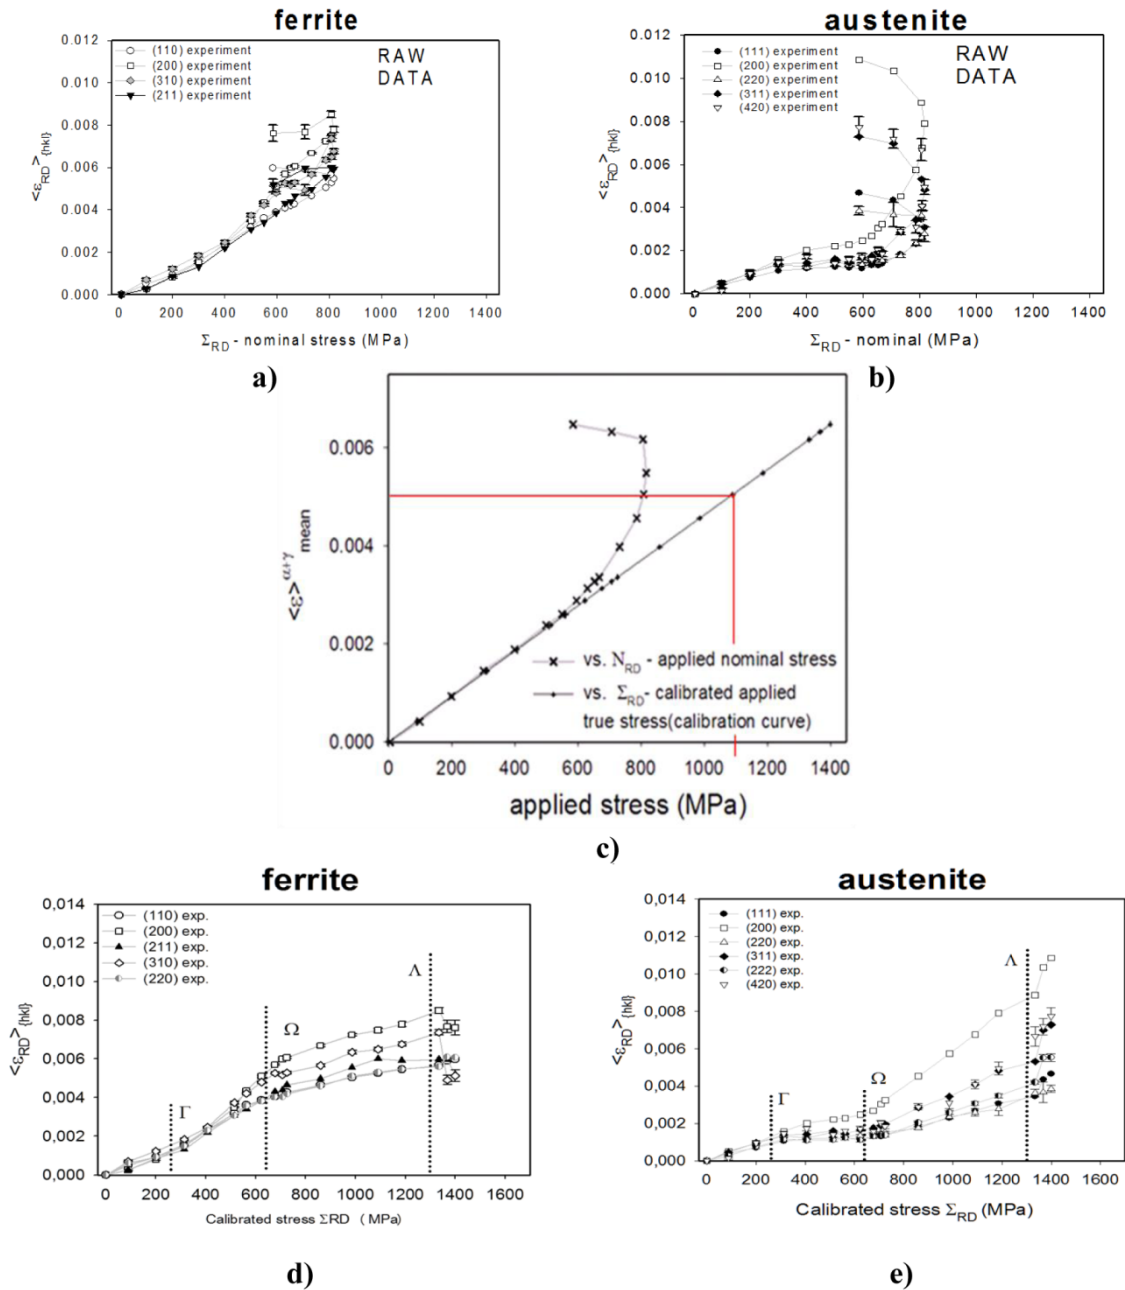 ferrite
0.012
0.010
0.008
0.006
0.004
0.002
0.000
(110) experiment
(200) experiment
(310) experiment
(211) experiment
RAW
DATA
<ε_RD>_{hkl}
0 200 400 600 800 1000 1200 1400
Σ_RD - nominal stress (MPa)
a)
austenite
0.012
0.010
0.008
0.006
0.004
0.002
0.000
(111) experiment
(200) experiment
(220) experiment
(311) experiment
(420) experiment
RAW
DATA
<ε_RD>_{hkl}
0 200 400 600 800 1000 1200 1400
Σ_RD - nominal (MPa)
b)
0.006
0.004
0.002
0.000
<ε>^{α+γ}_mean
vs. N_RD - applied nominal stress
vs. Σ_RD- calibrated applied
true stress(calibration curve)
0 200 400 600 800 1000 1200 1400
applied stress (MPa)
c)
ferrite
0,014
0,012
0,010
0,008
0,006
0,004
0,002
0,000
(110) exp.
(200) exp.
(211) exp.
(310) exp.
(220) exp.
Γ
Ω
Λ
<ε_RD>_{hkl}
0 200 400 600 800 1000 1200 1400 1600
Calibrated stress ΣRD ( MPa)
d)
austenite
0,014
0,012
0,010
0,008
0,006
0,004
0,002
0,000
(111) exp.
(200) exp.
(220) exp.
(311) exp.
(222) exp.
(420) exp.
Γ
Ω
Λ
<ε_RD>_{hkl}
0 200 400 600 800 1000 1200 1400 1600
Calibrated stress Σ_RD (MPa)
e)